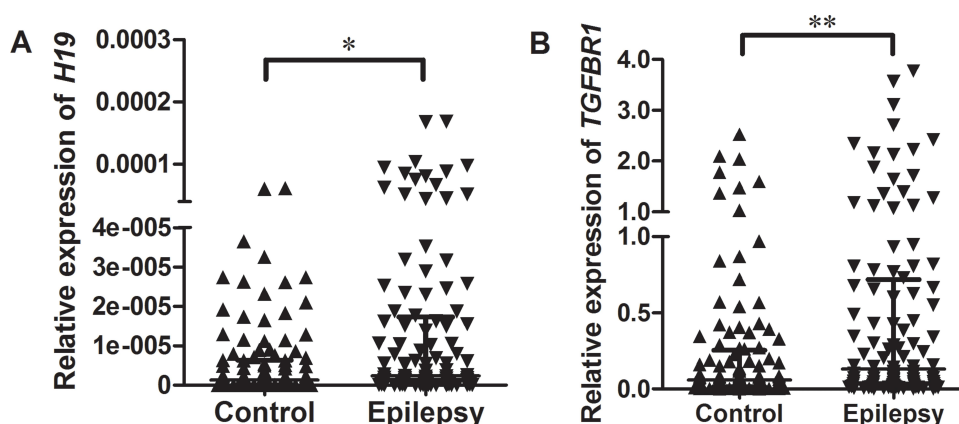 A
Relative expression of H19
0.0003
0.0002
0.0001
4e-005
3e-005
2e-005
1e-005
0
*
Control
Epilepsy
B
Relative expression of TGFBR1
4.0
3.0
2.0
1.0
1.0
0.5
0.0
**
Control
Epilepsy